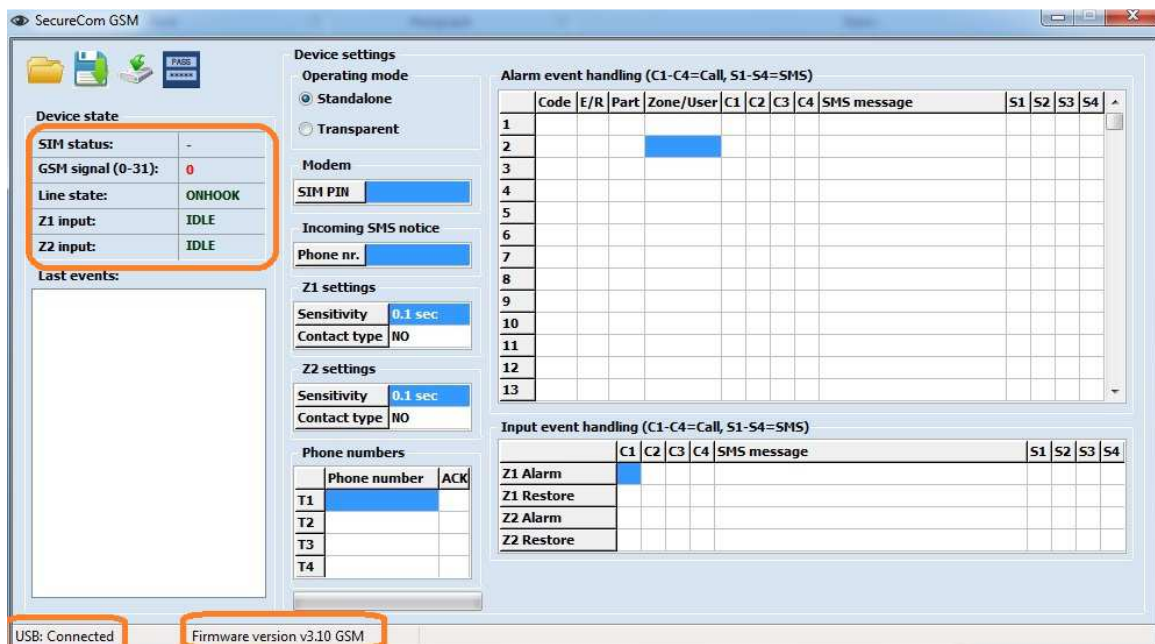 SecureCom GSM
PASS
*****
Device state
SIM status: -
GSM signal (0-31): 0
Line state: ONHOOK
Z1 input: IDLE
Z2 input: IDLE
Last events:
Device settings
Operating mode
Standalone
Transparent
Modem
SIM PIN
Incoming SMS notice
Phone nr.
Z1 settings
Sensitivity 0.1 sec
Contact type NO
Z2 settings
Sensitivity 0.1 sec
Contact type NO
Phone numbers
Phone number ACK
T1
T2
T3
T4
Alarm event handling (C1-C4=Call, S1-S4=SMS)
Code E/R Part Zone/User C1 C2 C3 C4 SMS message S1 S2 S3 S4
1
2
3
4
5
6
7
8
9
10
11
12
13
Input event handling (C1-C4=Call, S1-S4=SMS)
C1 C2 C3 C4 SMS message S1 S2 S3 S4
Z1 Alarm
Z1 Restore
Z2 Alarm
Z2 Restore
USB: Connected
Firmware version v3.10 GSM